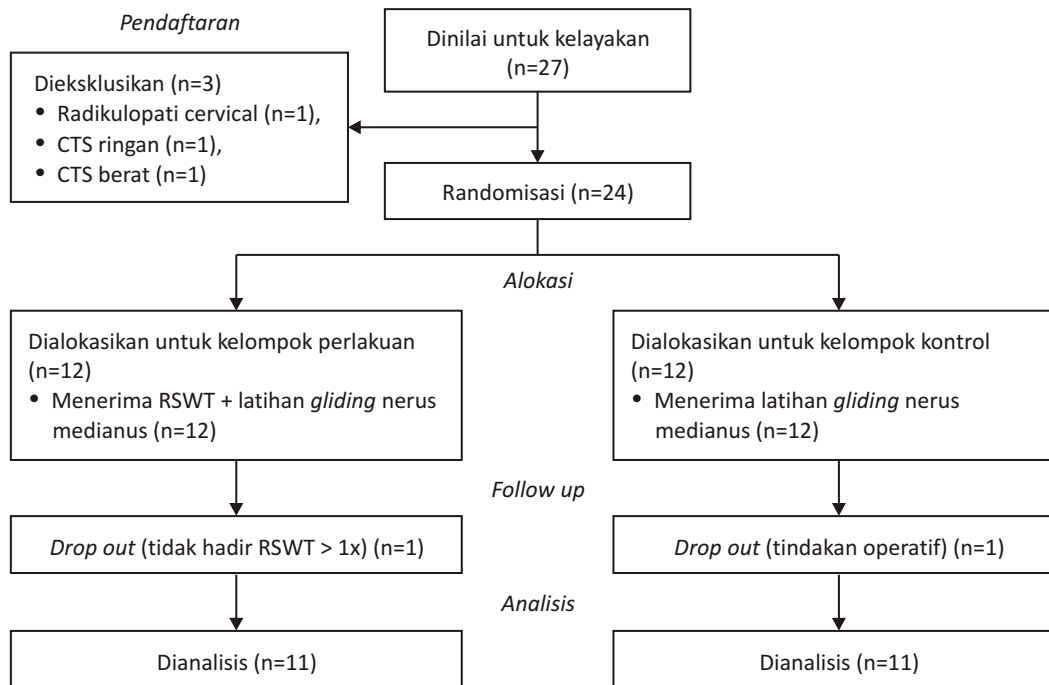 Pendaftaran
Dinilai untuk kelayakan
(n=27)
Dieksklusikan (n=3)
• Radikulopati cervical (n=1),
• CTS ringan (n=1),
• CTS berat (n=1)
Randomisasi (n=24)
Alokasi
Dialokasikan untuk kelompok perlakuan
(n=12)
• Menerima RSWT + latihan gliding nerus
medianus (n=12)
Dialokasikan untuk kelompok kontrol
(n=12)
• Menerima latihan gliding nerus
medianus (n=12)
Follow up
Drop out (tidak hadir RSWT > 1x) (n=1)
Drop out (tindakan operatif) (n=1)
Analisis
Dianalisis (n=11)
Dianalisis (n=11)